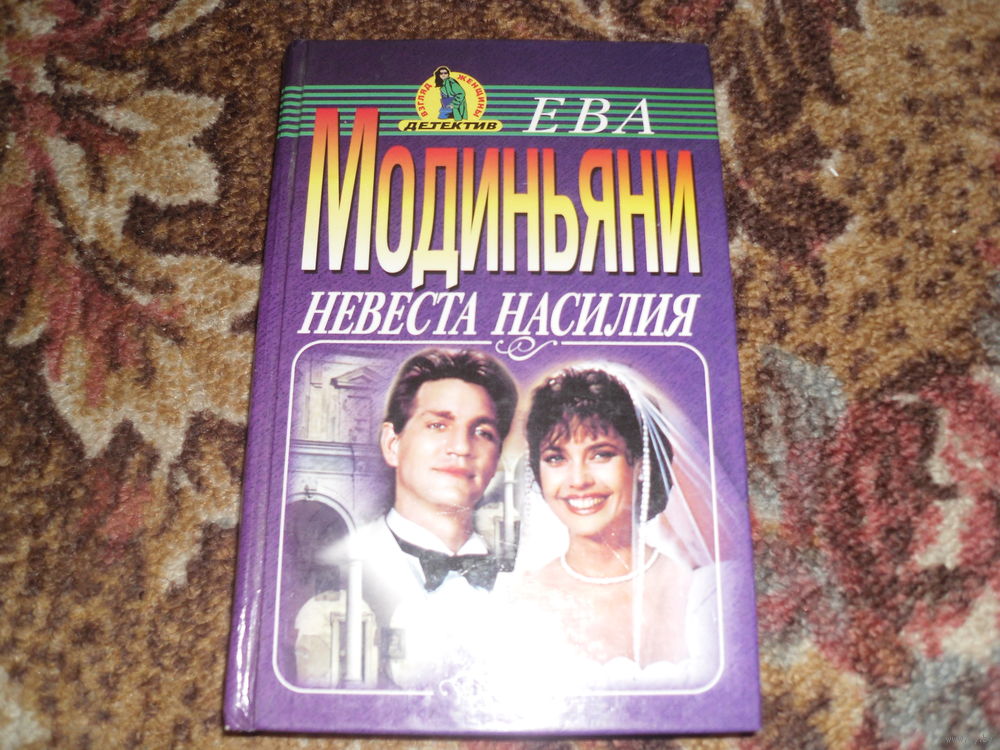 ВЗГЛЯД ЖЕНЩИНЫ
ДЕТЕКТИВ
ЕВА
МОДИНЬЯНИ
НЕВЕСТА НАСИЛИЯ